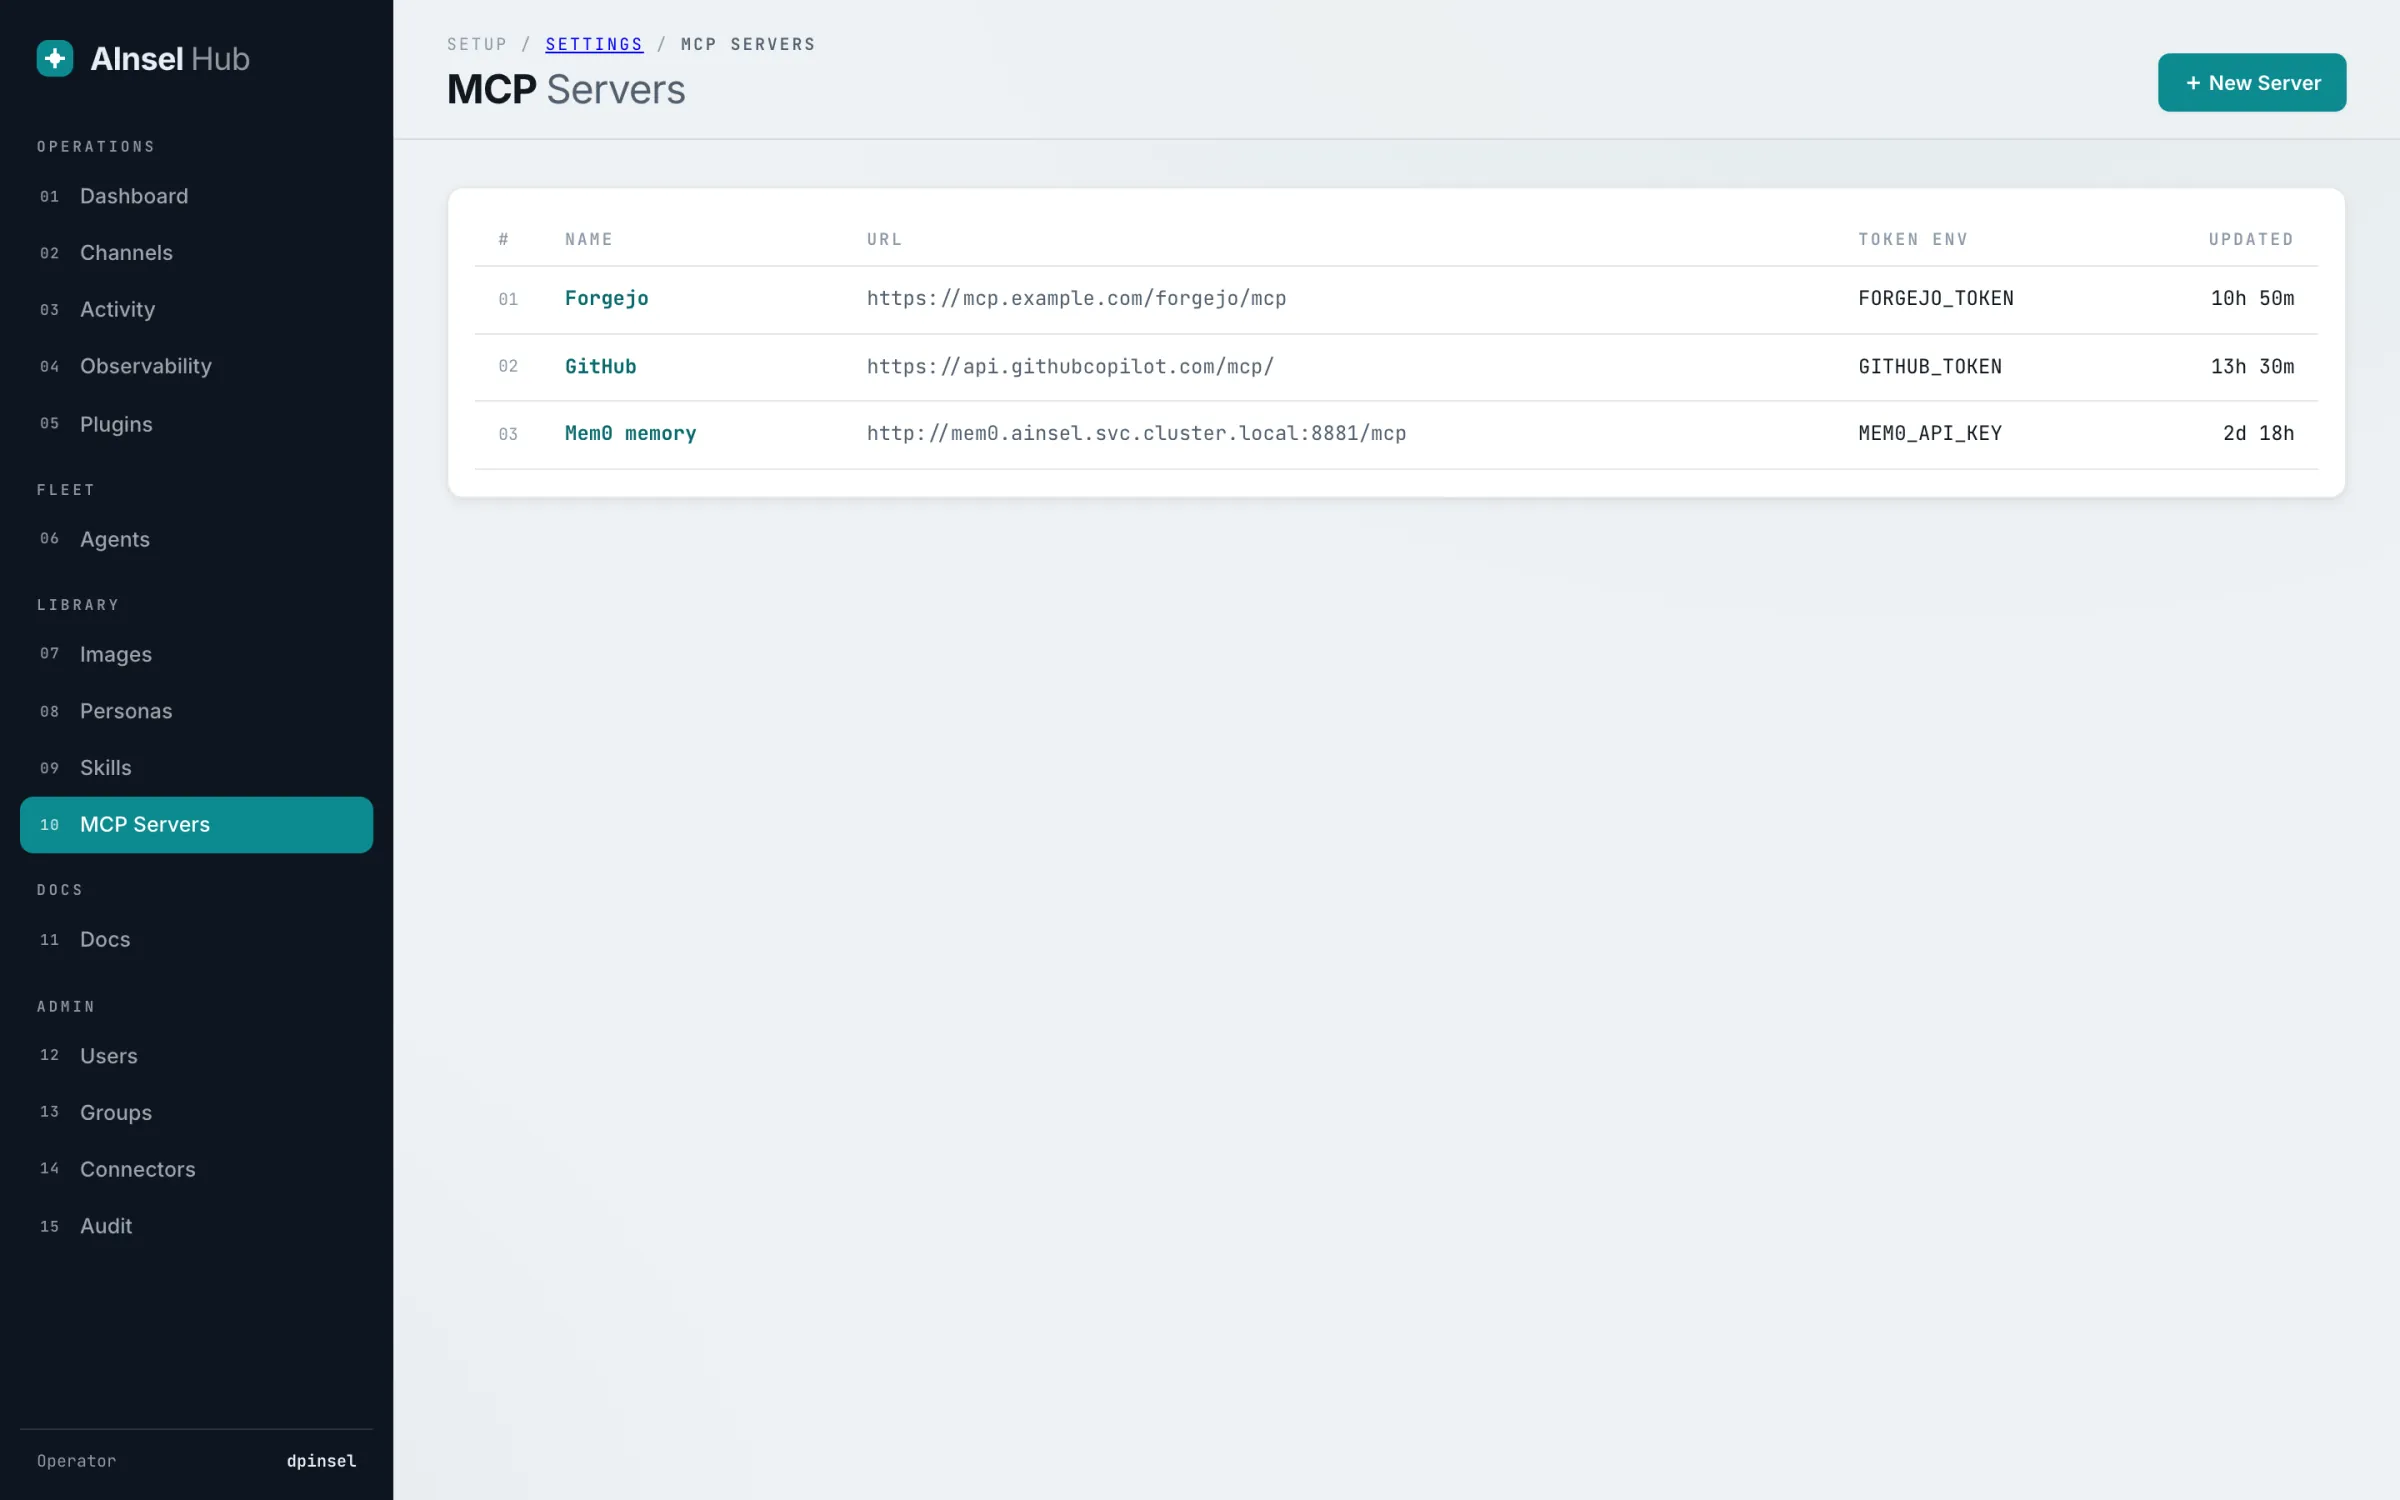 AInsel Hub
OPERATIONS
01 Dashboard
02 Channels
03 Activity
04 Observability
05 Plugins
FLEET
06 Agents
LIBRARY
07 Images
08 Personas
09 Skills
10 MCP Servers
DOCS
11 Docs
ADMIN
12 Users
13 Groups
14 Connectors
15 Audit
Operator dpinsel
SETUP / SETTINGS / MCP SERVERS
MCP Servers
+ New Server
# NAME URL TOKEN ENV UPDATED
01 Forgejo https://mcp.example.com/forgejo/mcp FORGEJO_TOKEN 10h 50m
02 GitHub https://api.githubcopilot.com/mcp/ GITHUB_TOKEN 13h 30m
03 Mem0 memory http://mem0.ainsel.svc.cluster.local:8881/mcp MEM0_API_KEY 2d 18h